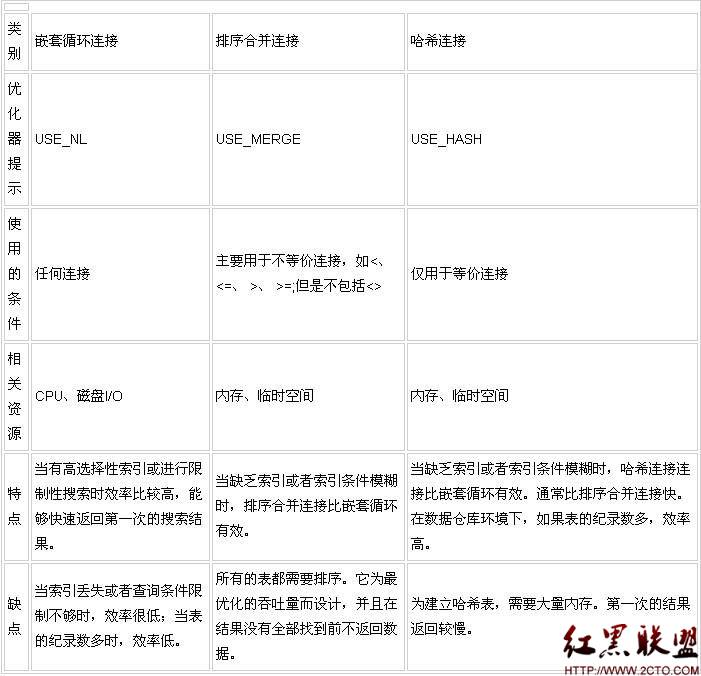 类
别
嵌套循环连接
排序合并连接
哈希连接
优
化
器
提
示
USE_NL
USE_MERGE
USE_HASH
使
用
的
条
件
任何连接
主要用于不等价连接，如<、
<=、 >、 >=;但是不包括<>
仅用于等价连接
相
关
资
源
CPU、磁盘I/O
内存、临时空间
内存、临时空间
特
点
当有高选择性索引或进行限
制性搜索时效率比较高，能
够快速返回第一次的搜索结
果。
当缺乏索引或者索引条件模糊
时，排序合并连接比嵌套循环
有效。
当缺乏索引或者索引条件模糊时，哈希连接连
接比嵌套循环有效。通常比排序合并连接快。
在数据仓库环境下，如果表的纪录数多，效率
高。
缺
点
当索引丢失或者查询条件限
制不够时，效率很低；当表
的纪录数多时，效率低。
所有的表都需要排序。它为最
优化的吞吐量而设计，并且在
结果没有全部找到前不返回数
据。
为建立哈希表，需要大量内存。第一次的结果
返回较慢。
红黑联盟
HTTP://WWW.2CTO.COM